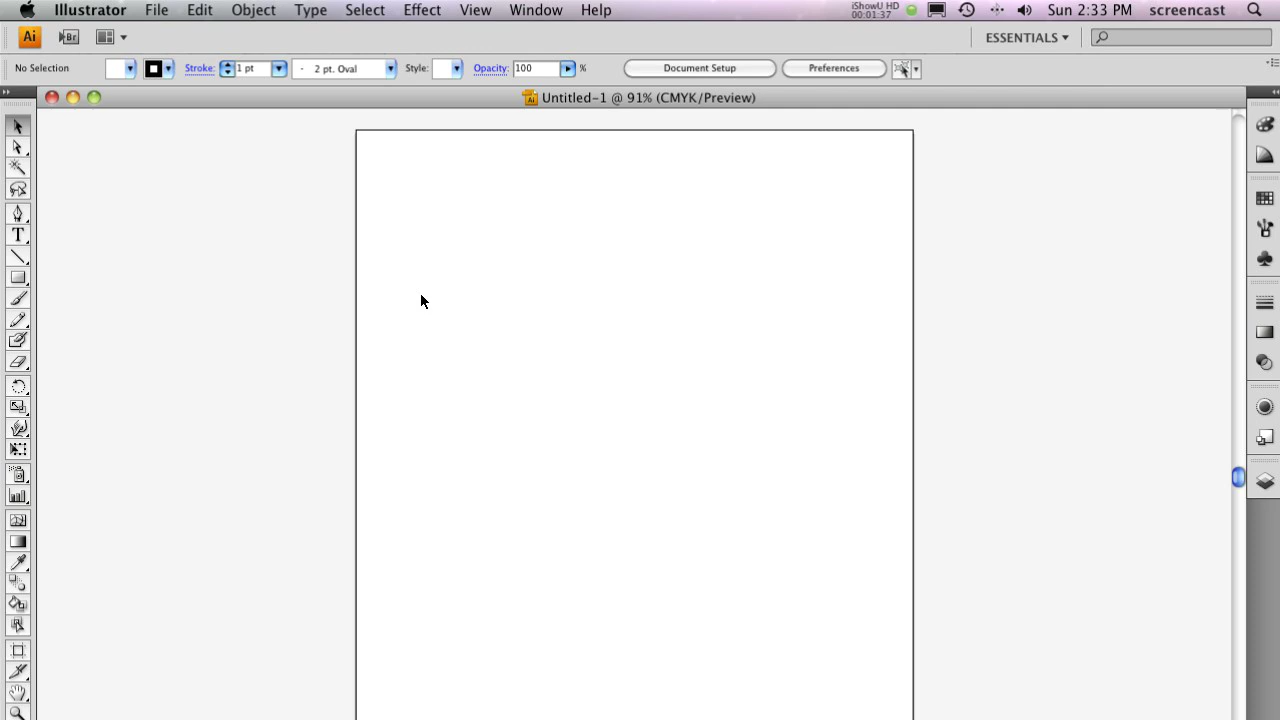 Illustrator File Edit Object Type Select Effect View Window Help iShowU HD 00:01:37 Sun 2:33 PM screencast
Ai Br ESSENTIALS
No Selection Stroke: 1 pt 2 pt. Oval Style: Opacity: 100 % Document Setup Preferences
Untitled-1 @ 91% (CMYK/Preview)
T